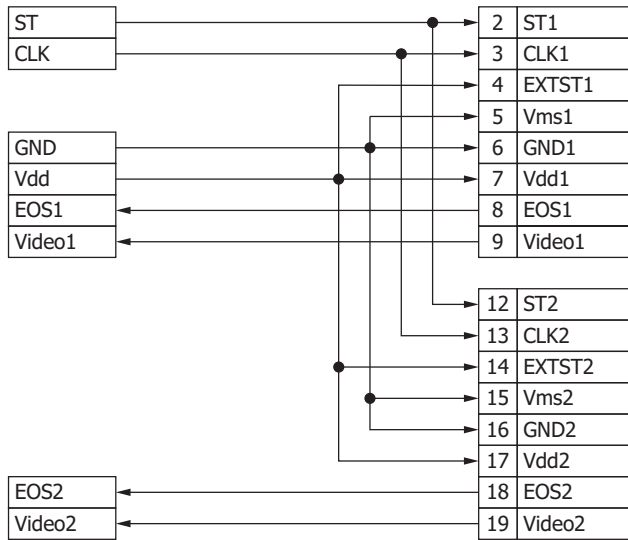 ST 2 ST1
CLK 3 CLK1
4 EXTST1
5 Vms1
GND 6 GND1
Vdd 7 Vdd1
EOS1 8 EOS1
Video1 9 Video1
12 ST2
13 CLK2
14 EXTST2
15 Vms2
16 GND2
17 Vdd2
EOS2 18 EOS2
Video2 19 Video2